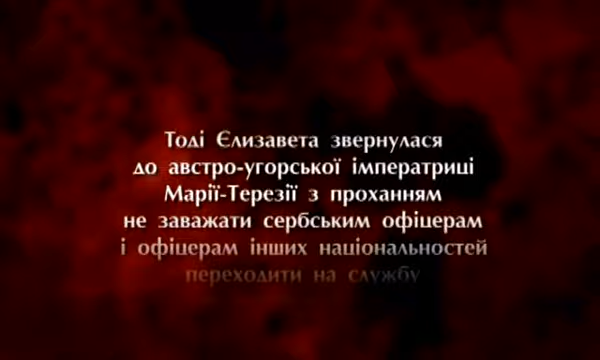 Тоді Єлизавета звернулася
до австро-угорської імператриці
Марії-Терезії з проханням
не заважати сербським офіцерам
і офіцерам інших національностей
переходити на службу